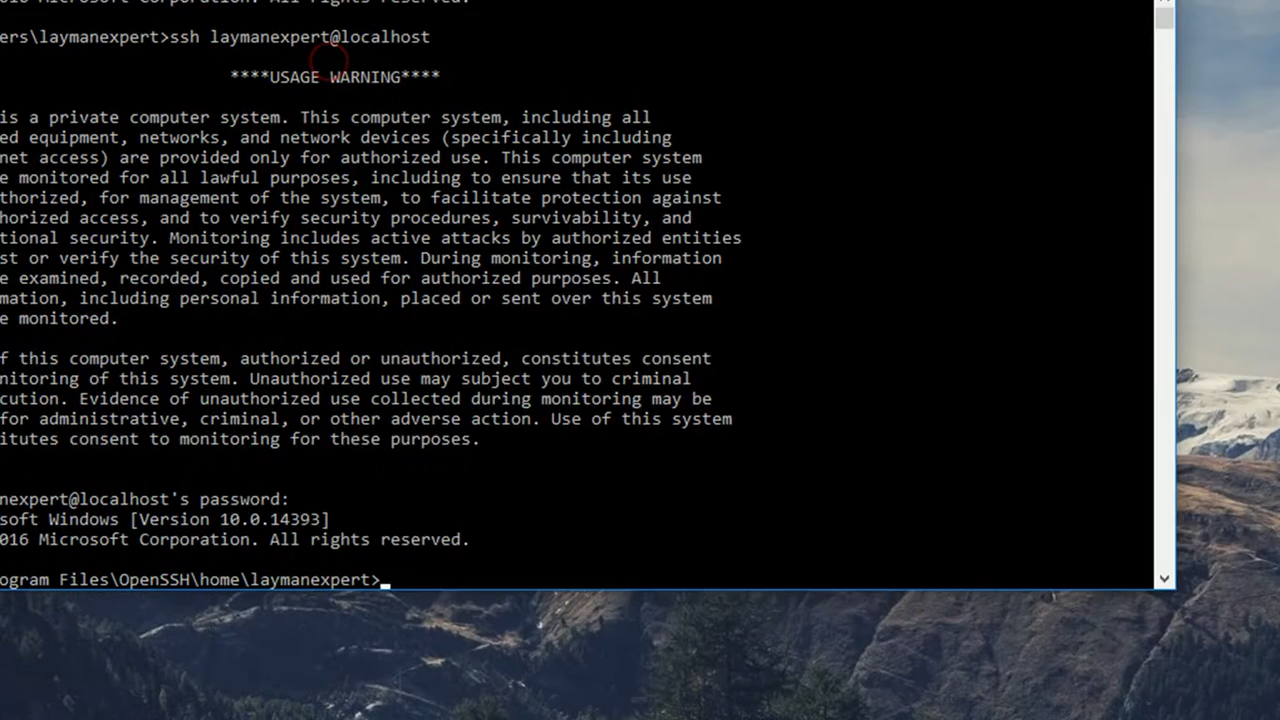 016 Microsoft Corporation. All rights reserved.
ers\laymanexpert>ssh laymanexpert@localhost
****USAGE WARNING****
is a private computer system. This computer system, including all
ed equipment, networks, and network devices (specifically including
net access) are provided only for authorized use. This computer system
e monitored for all lawful purposes, including to ensure that its use
thorized, for management of the system, to facilitate protection against
horized access, and to verify security procedures, survivability, and
tional security. Monitoring includes active attacks by authorized entities
st or verify the security of this system. During monitoring, information
e examined, recorded, copied and used for authorized purposes. All
mation, including personal information, placed or sent over this system
e monitored.
f this computer system, authorized or unauthorized, constitutes consent
nitoring of this system. Unauthorized use may subject you to criminal
cution. Evidence of unauthorized use collected during monitoring may be
for administrative, criminal, or other adverse action. Use of this system
itutes consent to monitoring for these purposes.
nexpert@localhost's password:
soft Windows [Version 10.0.14393]
016 Microsoft Corporation. All rights reserved.
ogram Files\OpenSSH\home\laymanexpert>